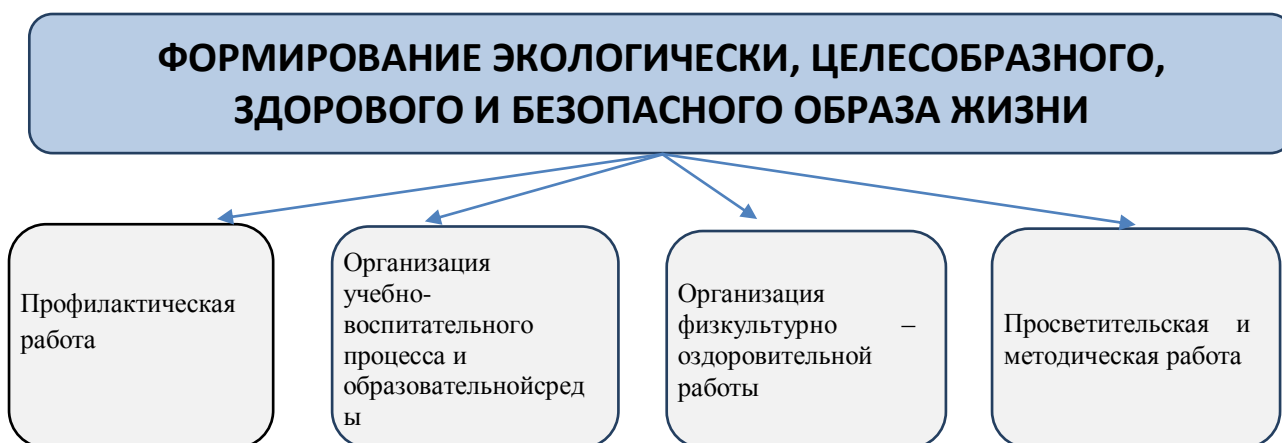 ФОРМИРОВАНИЕ ЭКОЛОГИЧЕСКИ, ЦЕЛЕСОБРАЗНОГО,
ЗДОРОВОГО И БЕЗОПАСНОГО ОБРАЗА ЖИЗНИ
Профилактическая
работа
Организация
учебно-
воспитательного
процесса и
образовательнойсред
ы
Организация
физкультурно –
оздоровительной
работы
Просветительская и
методическая работа